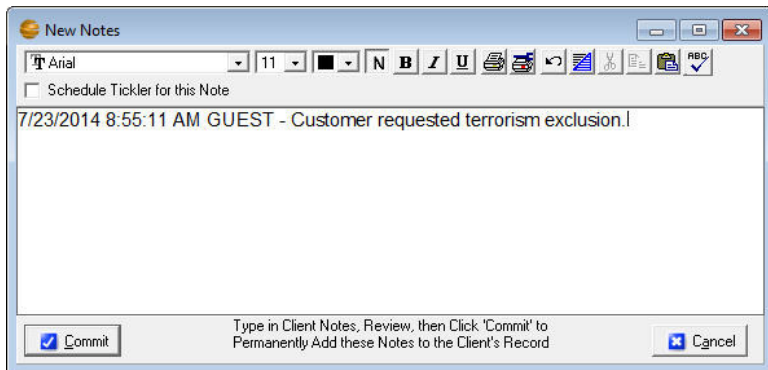 New Notes
Arial 11 N B I U ABC
Schedule Tickler for this Note
7/23/2014 8:55:11 AM GUEST - Customer requested terrorism exclusion.
Commit
Type in Client Notes, Review, then Click 'Commit' to
Permanently Add these Notes to the Client's Record
Cancel